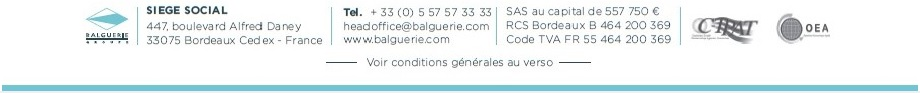 BALGUERIE
GROUPE
SIEGE SOCIAL
447, boulevard Alfred Daney
33075 Bordeaux Cedex - France
Tel. + 33 (0) 5 57 57 33 33
headoffice@balguerie.com
www.balguerie.com
SAS au capital de 557 750 €
RCS Bordeaux B 464 200 369
Code TVA FR 55 464 200 369
C-TPAT
OEA
Voir conditions générales au verso